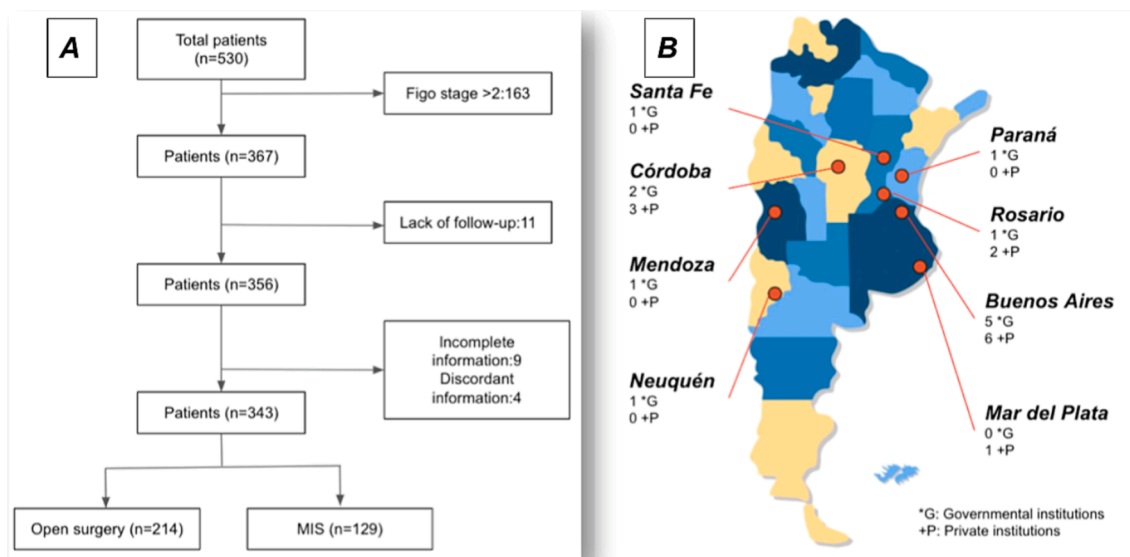 A
Total patients
(n=530)
Figo stage >2:163
Patients (n=367)
Lack of follow-up:11
Patients (n=356)
Incomplete
information:9
Discordant
information:4
Patients (n=343)
Open surgery (n=214)
MIS (n=129)
B
Santa Fe
1 *G
0 +P
Córdoba
2 *G
3 +P
Mendoza
1 *G
0 +P
Neuquén
1 *G
0 +P
Paraná
1 *G
0 +P
Rosario
1 *G
2 +P
Buenos Aires
5 *G
6 +P
Mar del Plata
0 *G
1 +P
*G: Governmental institutions
+P: Private institutions